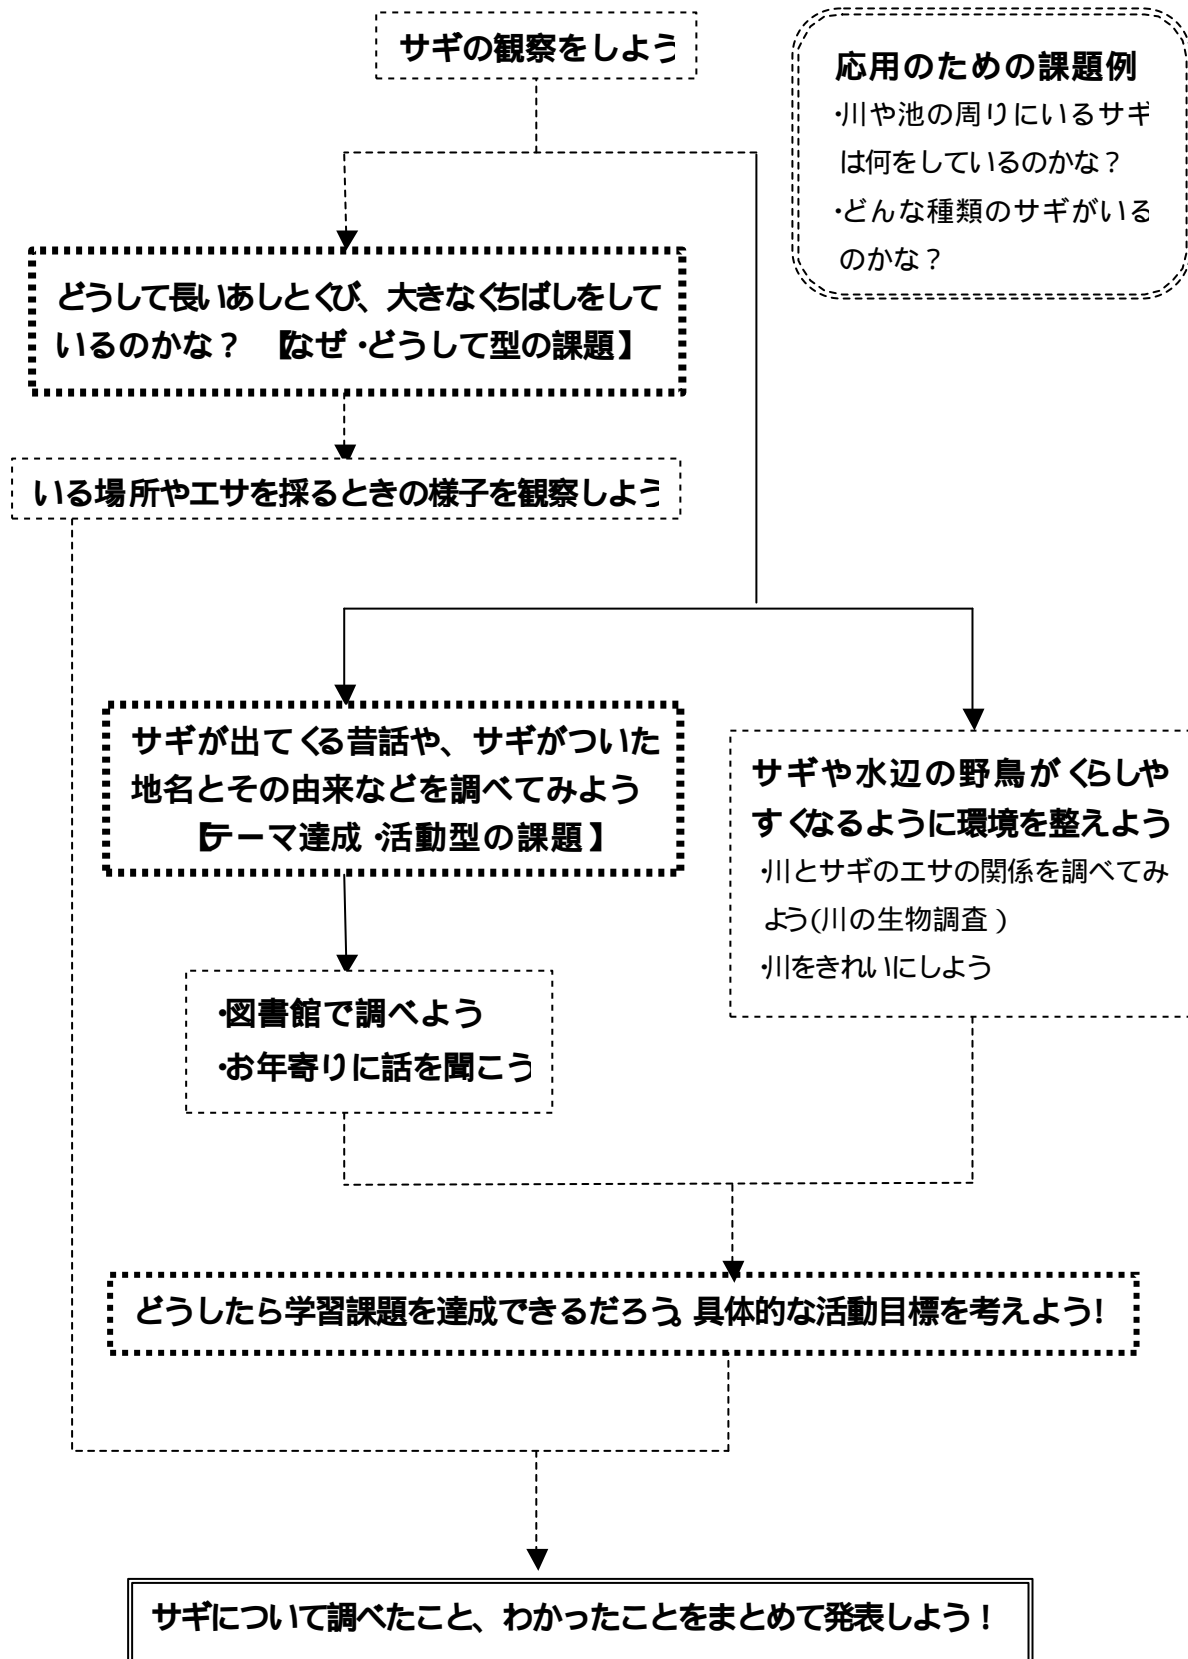 サギの観察をしよう
応用のための課題例
・川や池の周りにいるサギ
は何をしているのかな？
・どんな種類のサギがいる
のかな？
どうして長いあしとくび、大きなくちばしをして
いるのかな？　【なぜ・どうして型の課題】
いる場所やエサを採るときの様子を観察しよう
サギが出てくる昔話や、サギがついた
地名とその由来などを調べてみよう
【テーマ達成・活動型の課題】
サギや水辺の野鳥がくらしや
すくなるように環境を整えよう
・川とサギのエサの関係を調べてみ
よう(川の生物調査)
・川をきれいにしよう
・図書館で調べよう
・お年寄りに話を聞こう
どうしたら学習課題を達成できるだろう。具体的な活動目標を考えよう!
サギについて調べたこと、わかったことをまとめて発表しよう！